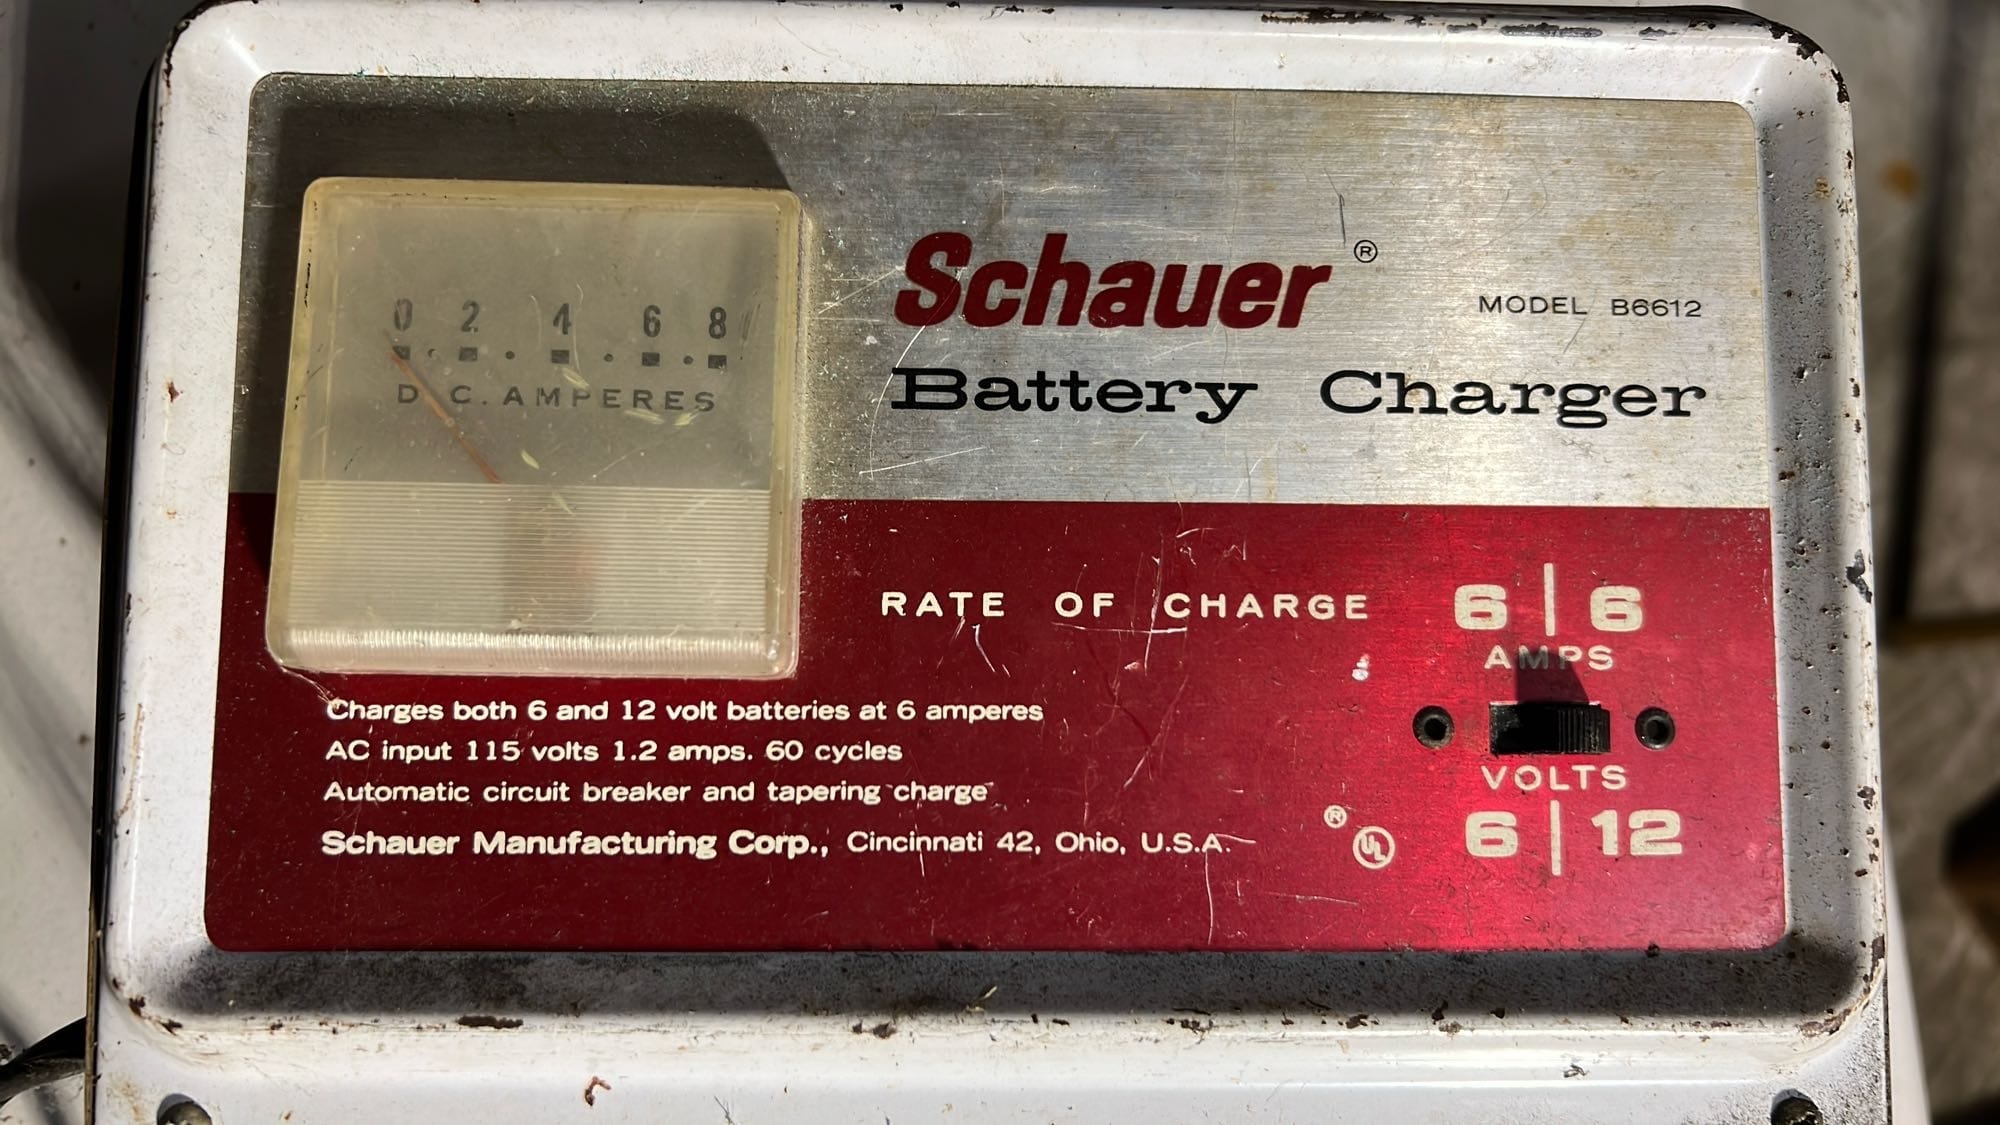 0 2 4 6 8
D.C. AMPERES
Schauer®
MODEL B6612
Battery Charger
RATE OF CHARGE
6 | 6
AMPS
VOLTS
6 | 12
Charges both 6 and 12 volt batteries at 6 amperes
AC input 115 volts 1.2 amps. 60 cycles
Automatic circuit breaker and tapering charge
Schauer Manufacturing Corp., Cincinnati 42, Ohio, U.S.A.
® UL